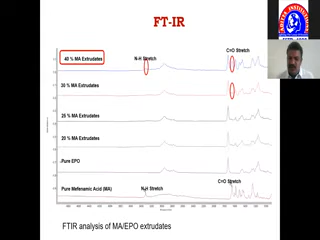 FT-IR
40 % MA Extrudates
N-H Stretch
C=O Stretch
30 % MA Extrudates
25 % MA Extrudates
20 % MA Extrudates
Pure EPO
Pure Mefenamic Acid (MA)
N-H Stretch
C=O Stretch
FTIR analysis of MA/EPO extrudates